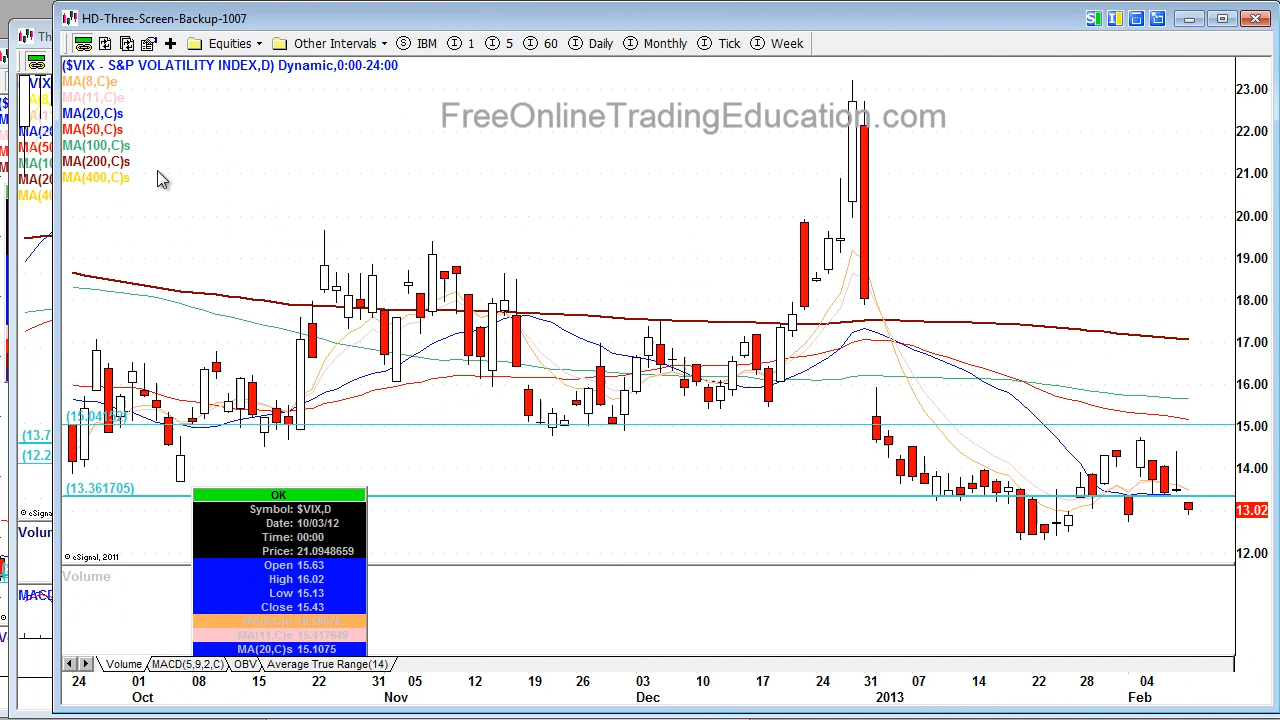 HD-Three-Screen-Backup-1007
Equities Other Intervals IBM 1 5 60 Daily Monthly Tick Week
($VIX - S&P VOLATILITY INDEX,D) Dynamic,0:00-24:00
MA(8,C)e
MA(11,C)e
MA(20,C)s
MA(50,C)s
MA(100,C)s
MA(200,C)s
MA(400,C)s
FreeOnlineTradingEducation.com
23.00
22.00
21.00
20.00
19.00
18.00
17.00
16.00
15.00
14.00
13.02
12.00
(13.361705)
OK
Symbol: $VIX,D
Date: 10/03/12
Time: 00:00
Price: 21.0948659
Open 15.63
High 16.02
Low 15.13
Close 15.43
MA(11,C)e 15.417649
MA(20,C)s 15.1075
© eSignal, 2011
Volume
Volume MACD(5,9,2,C) OBV Average True Range(14)
24 01 08 15 22 31 05 12 19 26 03 10 17 24 31 07 14 22 28 04
Oct Nov Dec 2013 Feb